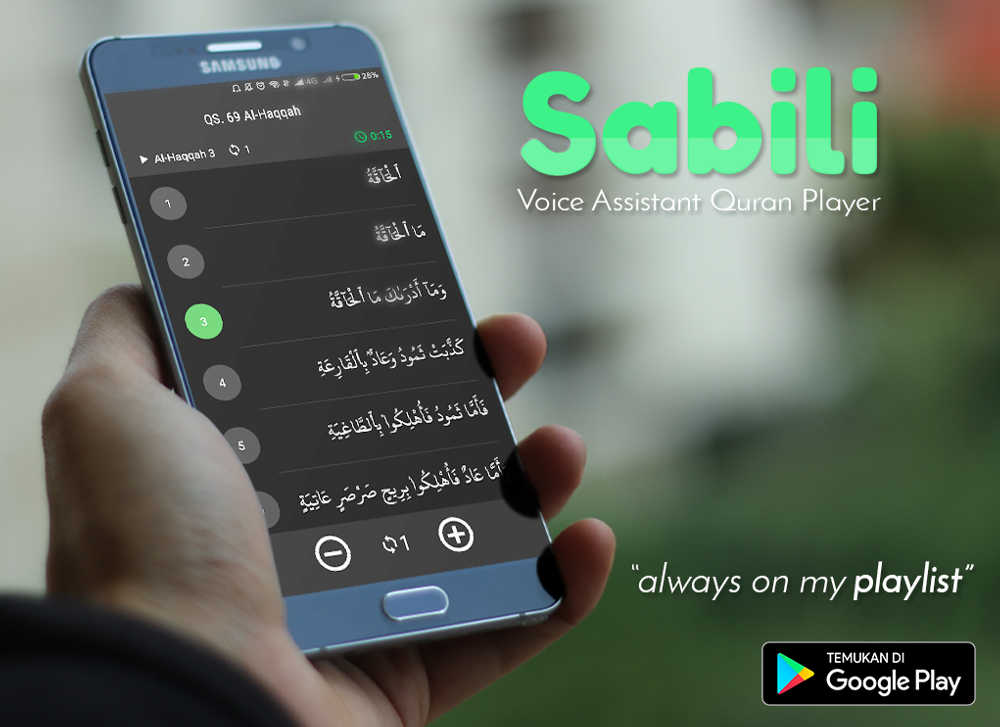 SAMSUNG
4G 26%
QS. 69 Al-Haqqah
Al-Haqqah 3 1 0:15
1 ٱلْحَآقَّةُ
2 مَا ٱلْحَآقَّةُ
3 وَمَآ أَدْرَىٰكَ مَا ٱلْحَآقَّةُ
4 كَذَّبَتْ ثَمُودُ وَعَادٌۢ بِٱلْقَارِعَةِ
5 فَأَمَّا ثَمُودُ فَأُهْلِكُوا۟ بِٱلطَّاغِيَةِ
عَادٌ فَأُهْلِكُوا۟ بِرِيحٍ صَرْصَرٍ عَاتِيَةٍ
1
Sabili
Voice Assistant Quran Player
“always on my playlist”
TEMUKAN DI
Google Play